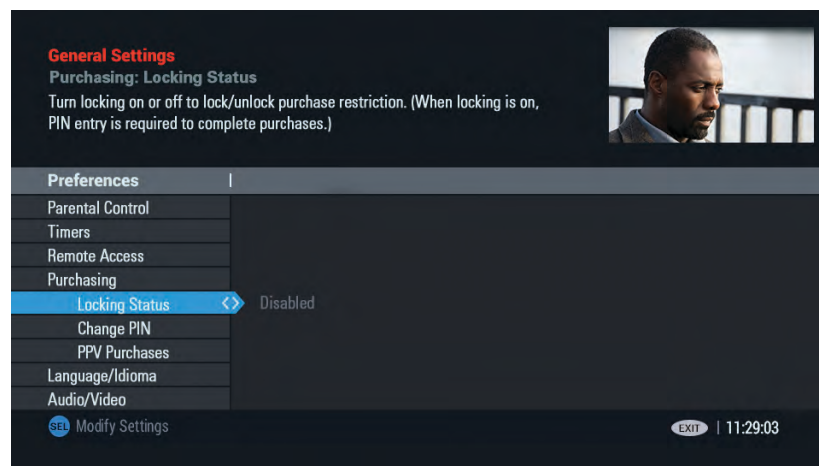 General Settings
Purchasing: Locking Status
Turn locking on or off to lock/unlock purchase restriction. (When locking is on,
PIN entry is required to complete purchases.)
Preferences |
Parental Control
Timers
Remote Access
Purchasing
Locking Status <> Disabled
Change PIN
PPV Purchases
Language/Idioma
Audio/Video
SEL Modify Settings EXIT | 11:29:03